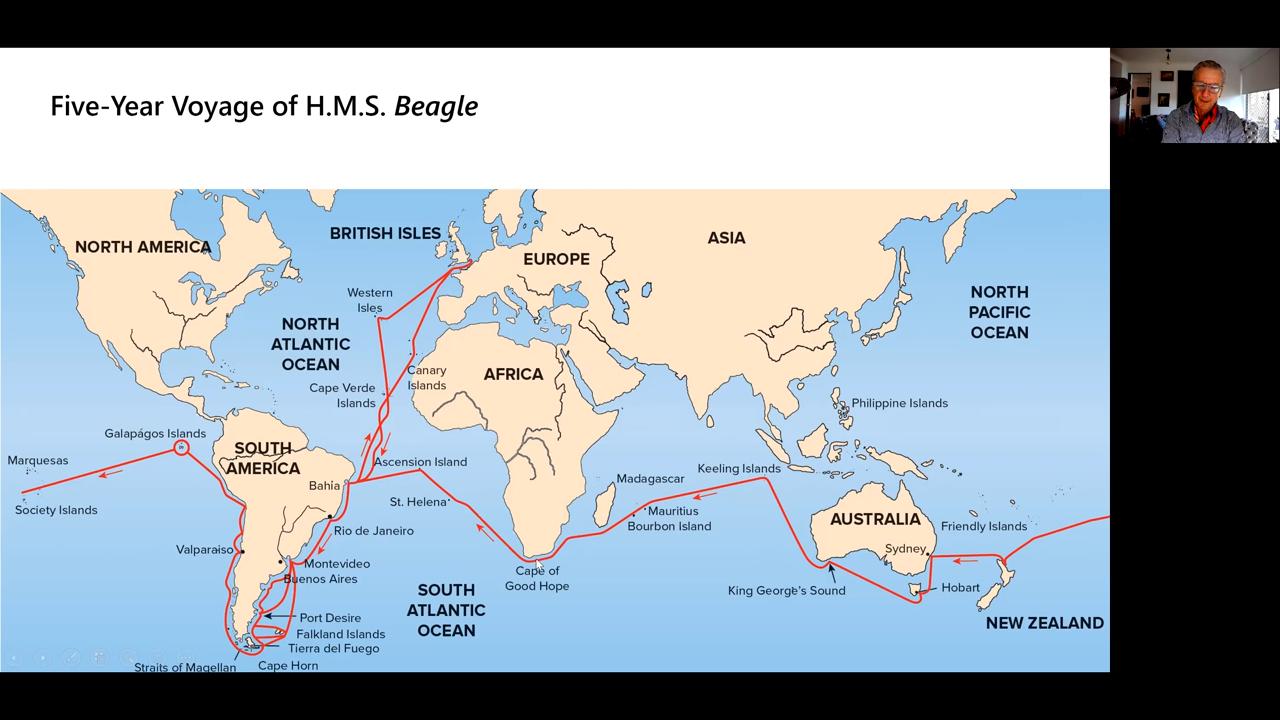 Five-Year Voyage of H.M.S. Beagle
BRITISH ISLES
NORTH AMERICA
EUROPE
ASIA
Western
Isles
NORTH
ATLANTIC
OCEAN
NORTH
PACIFIC
OCEAN
AFRICA
Canary
Islands
Cape Verde
Islands
Philippine Islands
Galapágos Islands
SOUTH
AMERICA
Marquesas
Ascension Island
Keeling Islands
Madagascar
Bahia
St. Helena
Society Islands
Mauritius
Bourbon Island
AUSTRALIA
Friendly Islands
Rio de Janeiro
Valparaiso
Sydney
Montevideo
Buenos Aires
Cape of
Good Hope
King George's Sound
Hobart
SOUTH
ATLANTIC
OCEAN
Port Desire
Falkland Islands
Tierra del Fuego
NEW ZEALAND
Straits of Magellan
Cape Horn